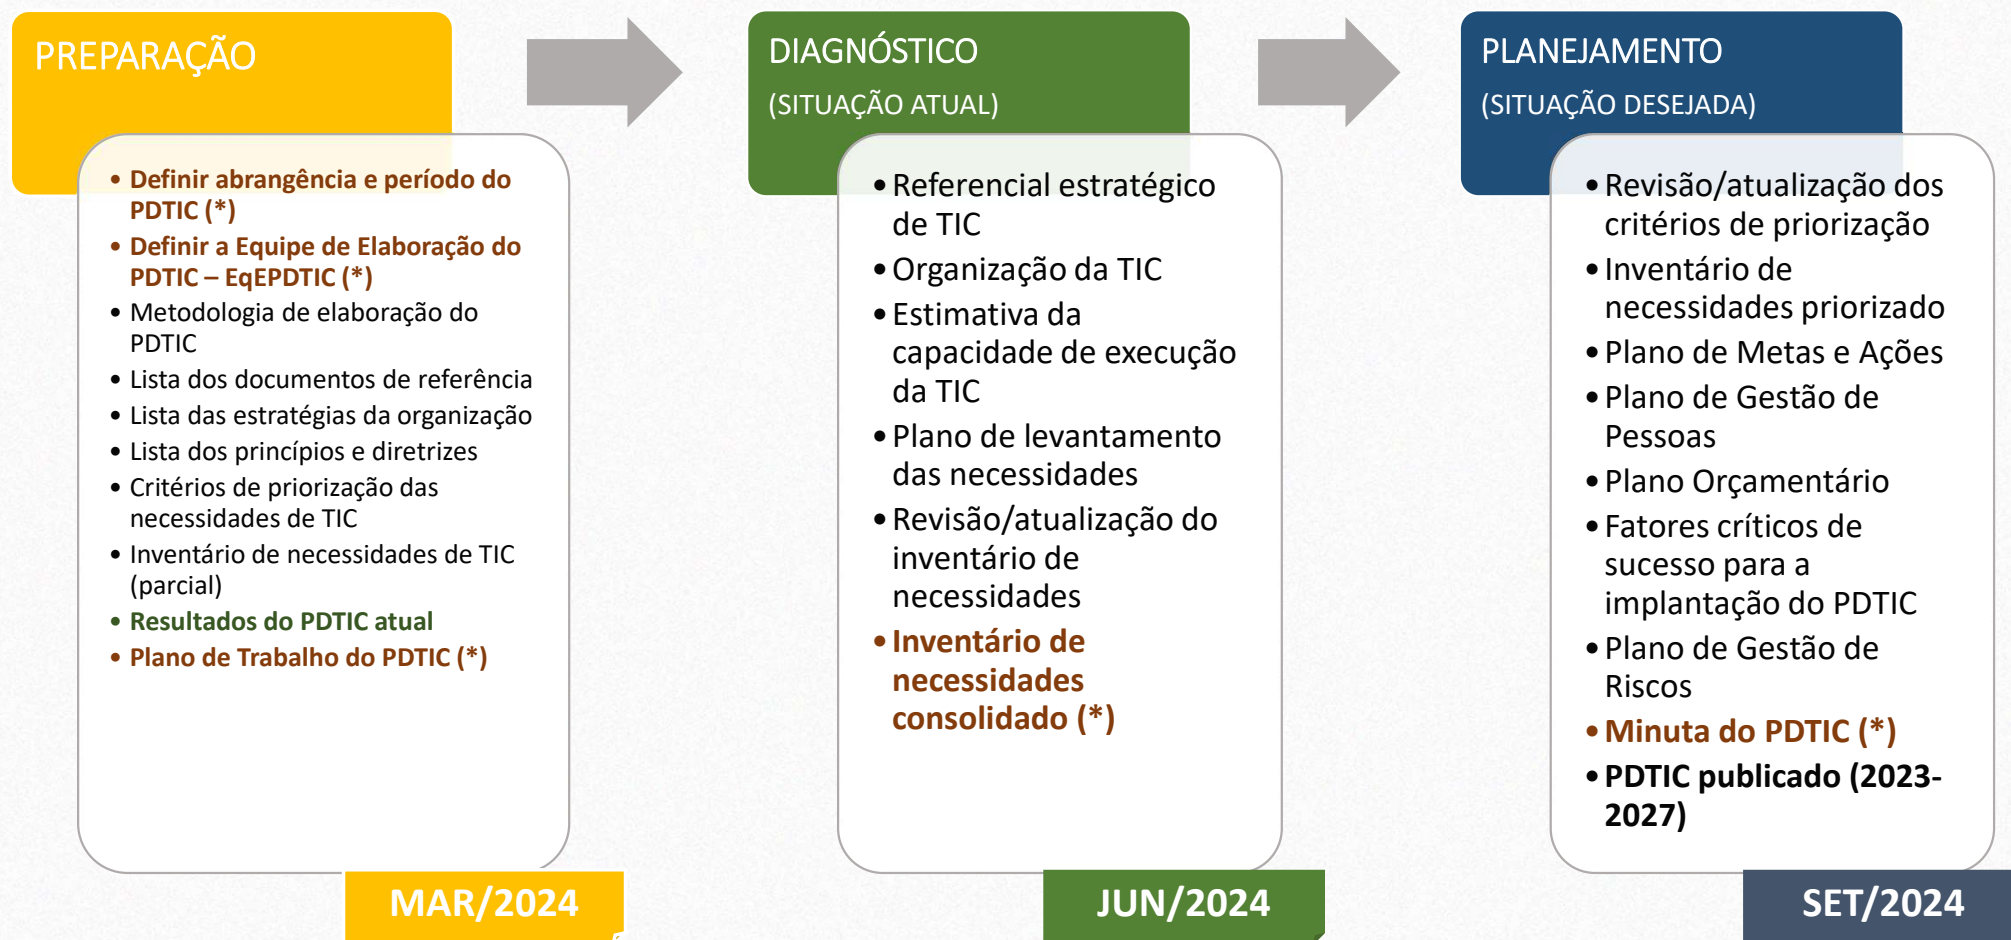 PREPARAÇÃO
• Definir abrangência e período do
PDTIC (*)
• Definir a Equipe de Elaboração do
PDTIC – EqEPDTIC (*)
• Metodologia de elaboração do
PDTIC
• Lista dos documentos de referência
• Lista das estratégias da organização
• Lista dos princípios e diretrizes
• Critérios de priorização das
necessidades de TIC
• Inventário de necessidades de TIC
(parcial)
• Resultados do PDTIC atual
• Plano de Trabalho do PDTIC (*)
MAR/2024
DIAGNÓSTICO
(SITUAÇÃO ATUAL)
• Referencial estratégico
de TIC
• Organização da TIC
• Estimativa da
capacidade de execução
da TIC
• Plano de levantamento
das necessidades
• Revisão/atualização do
inventário de
necessidades
• Inventário de
necessidades
consolidado (*)
JUN/2024
PLANEJAMENTO
(SITUAÇÃO DESEJADA)
• Revisão/atualização dos
critérios de priorização
• Inventário de
necessidades priorizado
• Plano de Metas e Ações
• Plano de Gestão de
Pessoas
• Plano Orçamentário
• Fatores críticos de
sucesso para a
implantação do PDTIC
• Plano de Gestão de
Riscos
• Minuta do PDTIC (*)
• PDTIC publicado (2023-
2027)
SET/2024